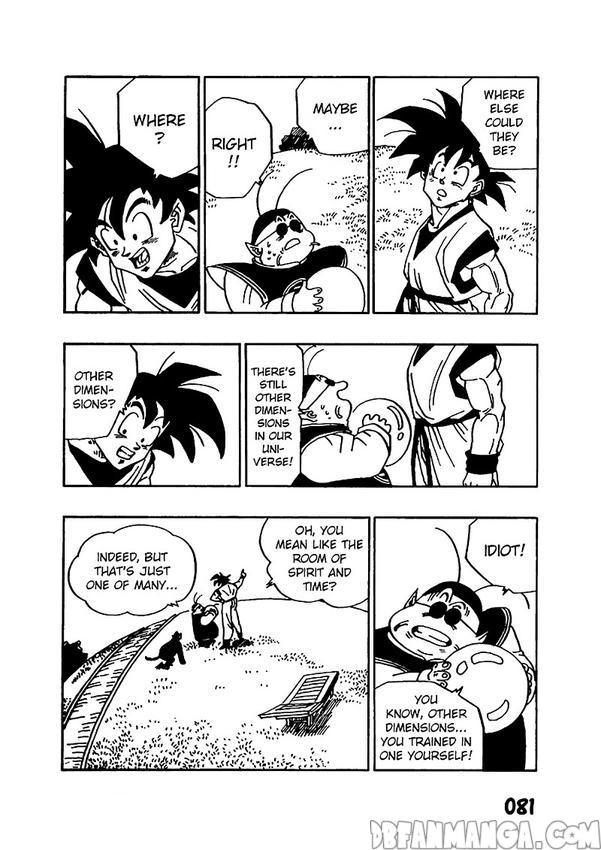 WHERE
ELSE
COULD
THEY
BE?
MAYBE
...
RIGHT
!!
WHERE
?
THERE'S
STILL
OTHER
DIMEN-
SIONS
IN OUR
UNI-
VERSE!
OTHER
DIMEN-
SIONS?
IDIOT!
YOU
KNOW, OTHER
DIMENSIONS...
YOU TRAINED IN
ONE YOURSELF!
OH, YOU
MEAN LIKE THE
ROOM OF
SPIRIT AND
TIME?
INDEED, BUT
THAT'S JUST
ONE OF MANY...
081
DBFANMANGA.COM